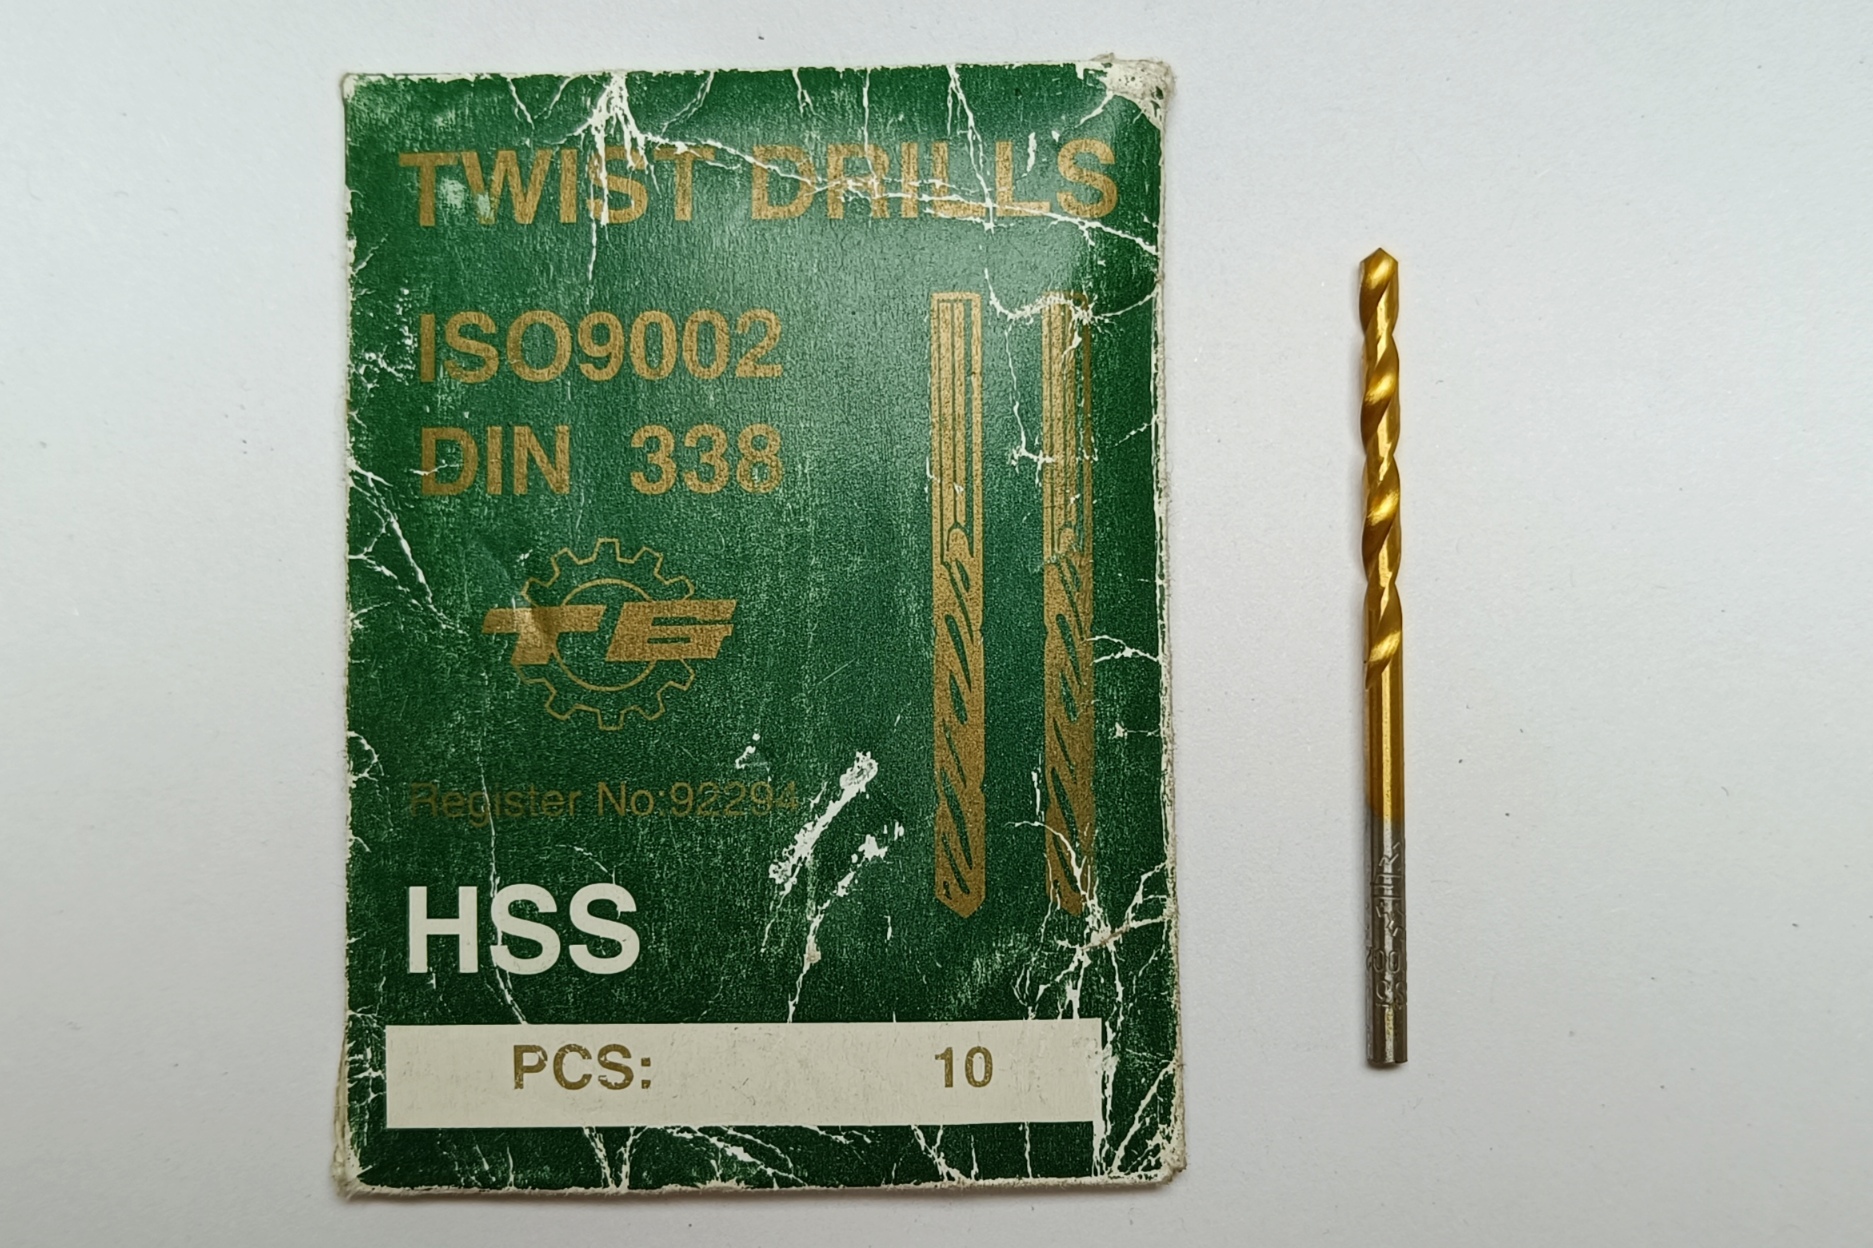 TWIST DRILLS
ISO9002
DIN 338
TG
Register No:92294
HSS
PCS: 10